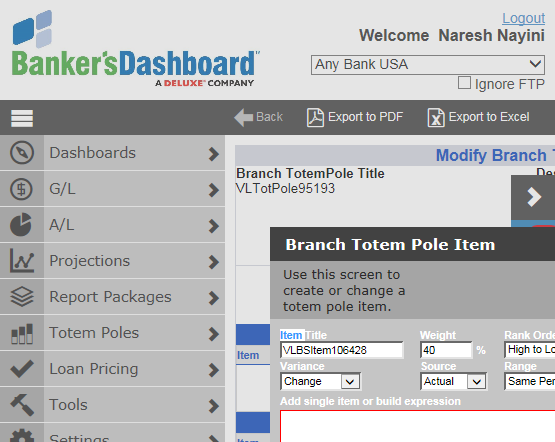 Logout
Welcome Naresh Nayini
Banker'sDashboard™
A DELUXE® COMPANY
Any Bank USA
Ignore FTP
Back Export to PDF Export to Excel
Dashboards
G/L
A/L
Projections
Report Packages
Totem Poles
Loan Pricing
Tools
Settings
Modify Branch T
Branch TotemPole Title De
VLTotPole95193
Branch Totem Pole Item
Use this screen to
create or change a
totem pole item.
Item Title Weight Rank Orde
VLBSItem106428 40 % High to Lo
Variance Source Range
Change Actual Same Per
Add single item or build expression
Item
Item